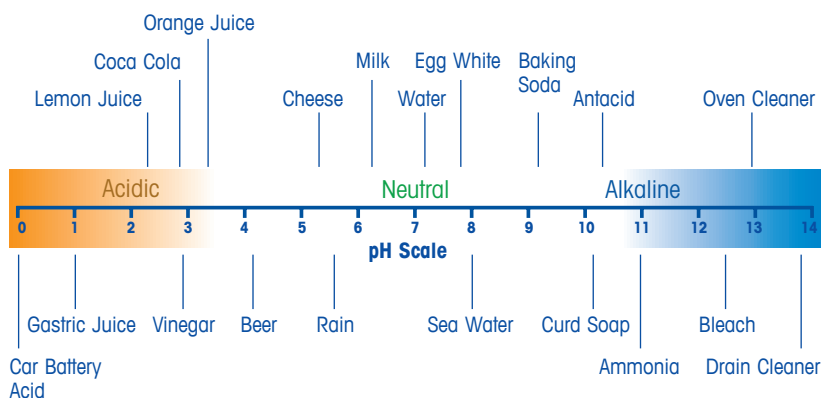 Orange Juice
Coca Cola
Milk
Egg White
Baking
Soda
Lemon Juice
Cheese
Water
Antacid
Oven Cleaner
Acidic
Neutral
Alkaline
0 1 2 3 4 5 6 7 8 9 10 11 12 13 14
pH Scale
Gastric Juice
Vinegar
Beer
Rain
Sea Water
Curd Soap
Bleach
Car Battery
Acid
Ammonia
Drain Cleaner